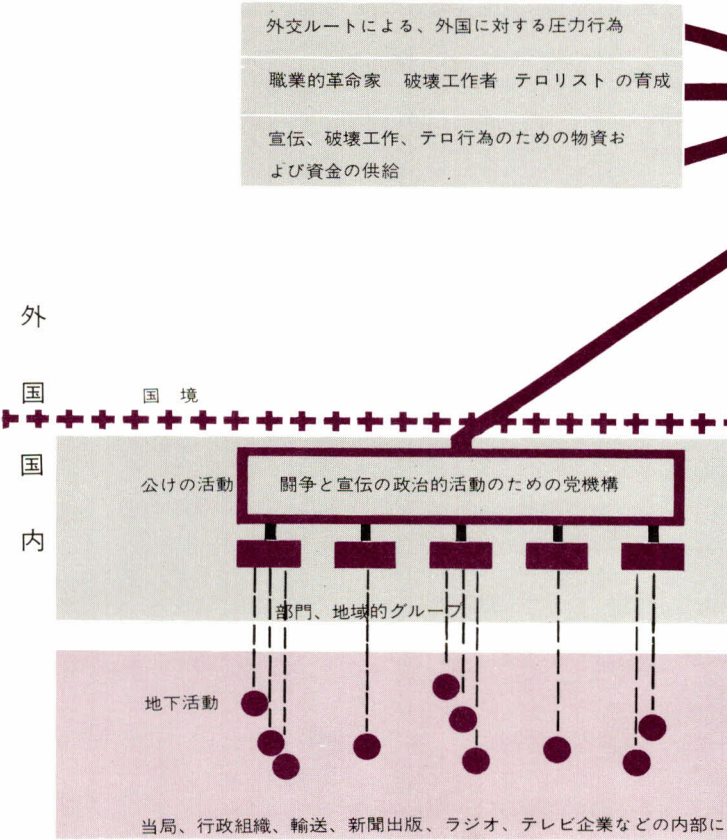 外交ルートによる、外国に対する圧力行為
職業的革命家 破壊工作者 テロリスト の育成
宣伝、破壊工作、テロ行為のための物資お
よび資金の供給
外
国
国 境
国
内
公けの活動
闘争と宣伝の政治的活動のための党機構
部門、地域的グループ
地下活動
当局、行政組織、輸送、新聞出版、ラジオ、テレビ企業などの内部に